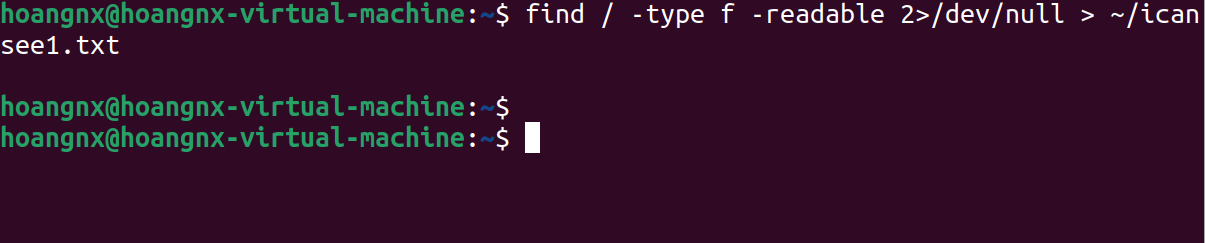 hoangnx@hoangnx-virtual-machine:~$ find / -type f -readable 2>/dev/null > ~/ican
see1.txt
hoangnx@hoangnx-virtual-machine:~$
hoangnx@hoangnx-virtual-machine:~$